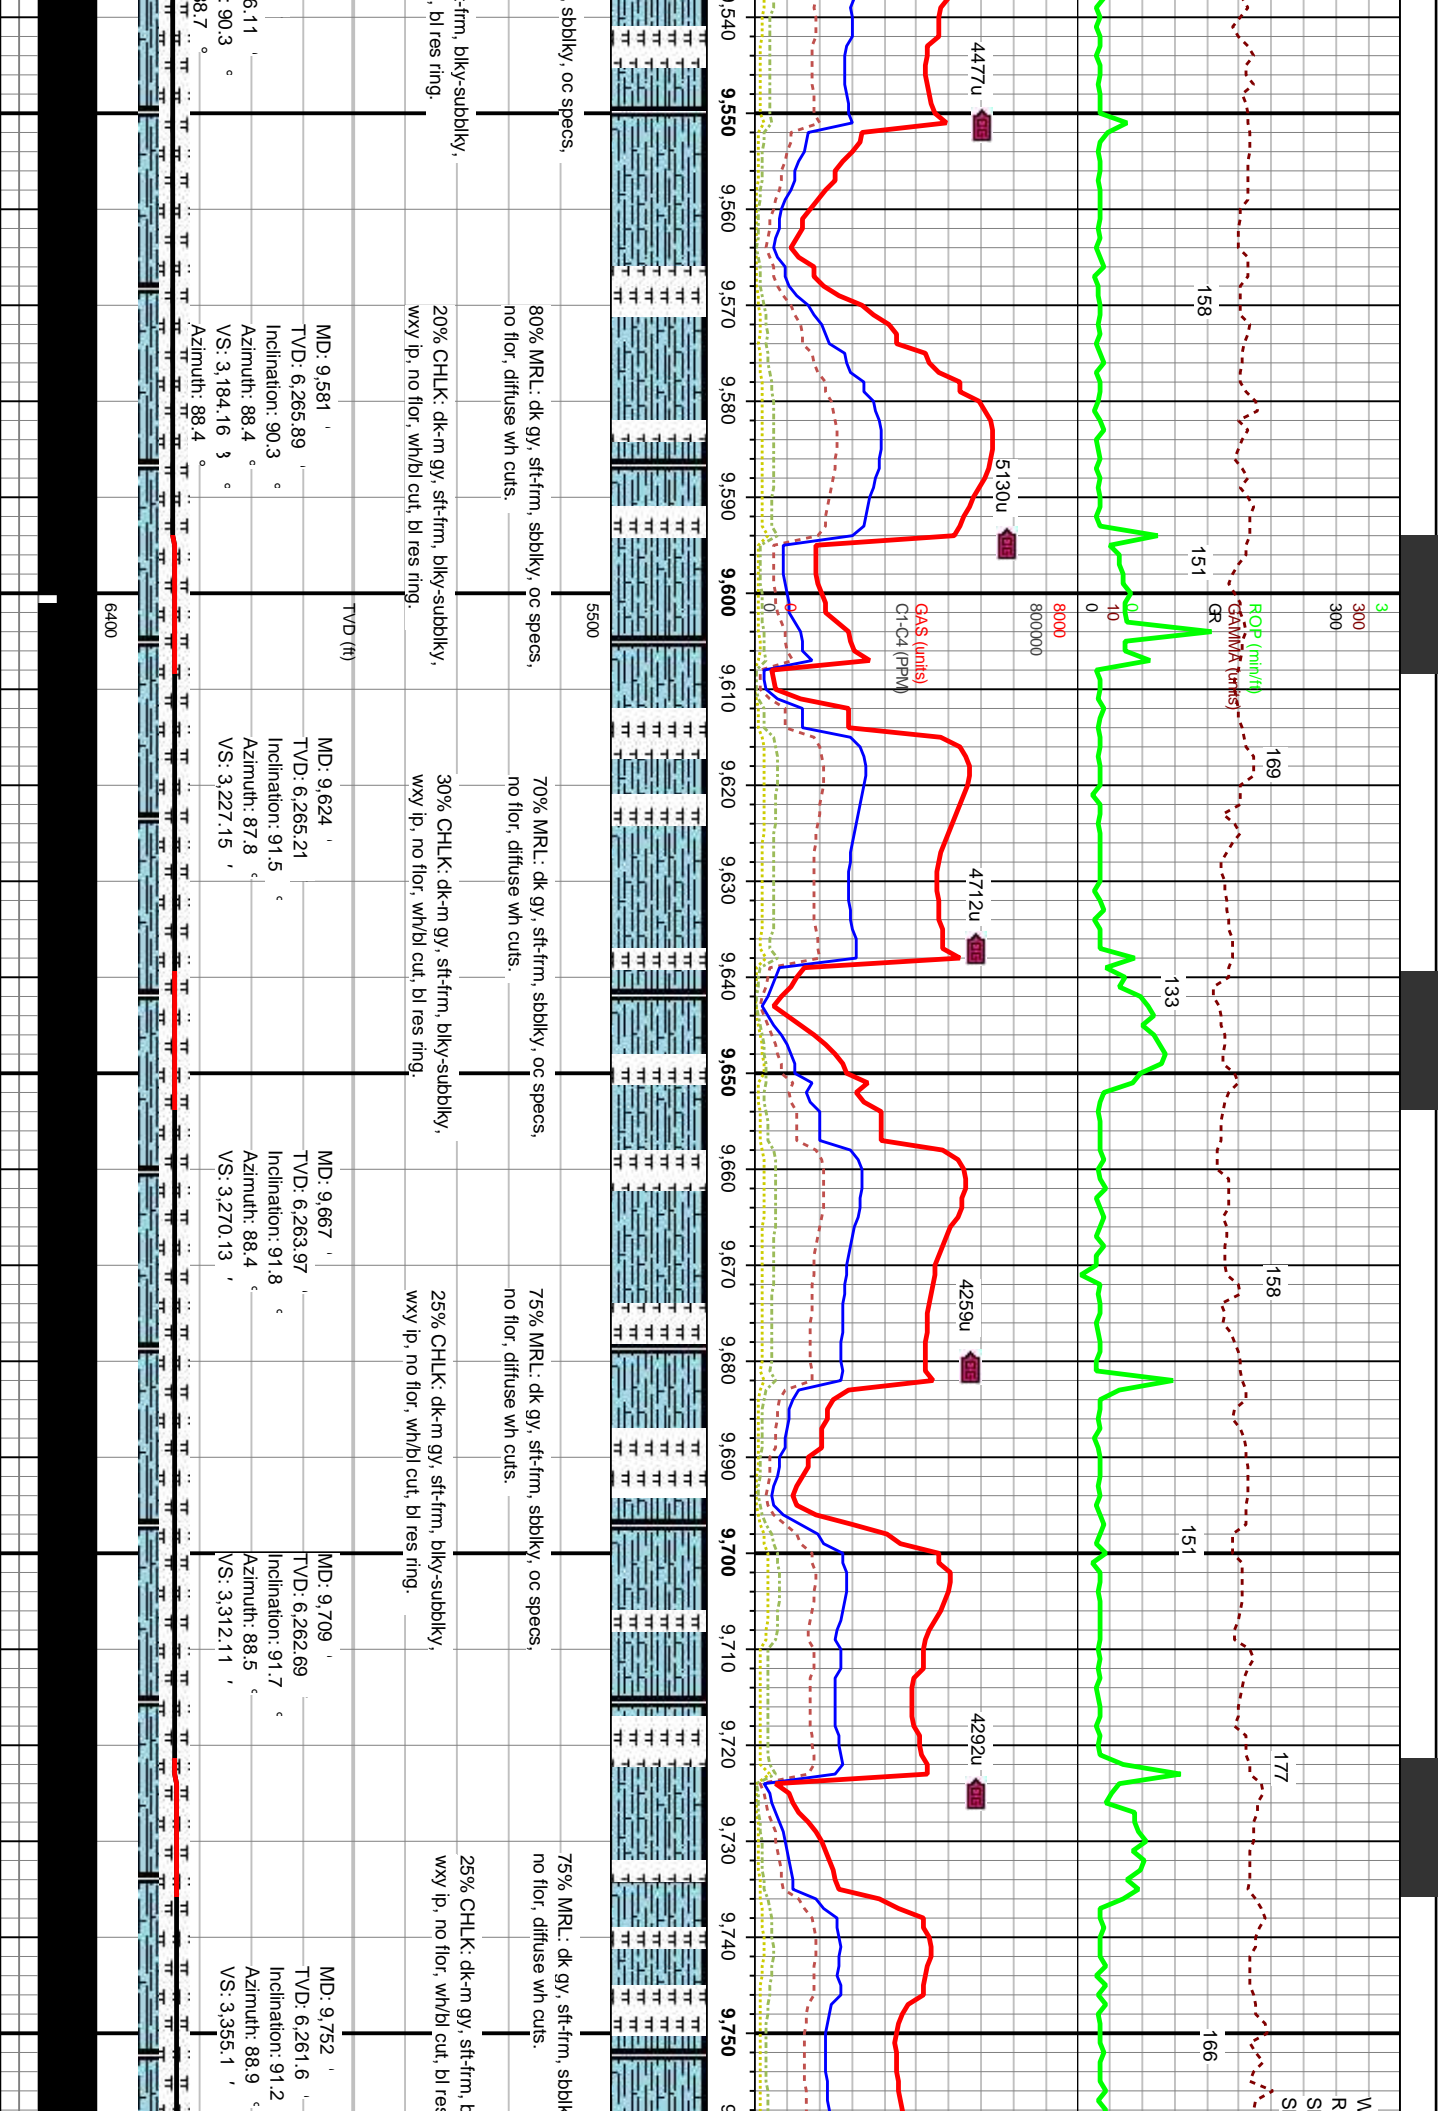 3
300
300
ROP (min/ft)
GAMMA (units)
GR
0
10
0
8000
800000
GAS (units)
C1-C4 (PPM)
0
0
158
151
169
133
158
151
177
166
4477u
5130u
4712u
4259u
4292u
9,540
9,550
9,560
9,570
9,580
9,590
9,600
9,610
9,620
9,630
9,640
9,650
9,660
9,670
9,680
9,690
9,700
9,710
9,720
9,730
9,740
9,750
5500
TVD (ft)
6400
, sbblky, oc specs,
-frm, blky-subblky,
, bl res ring.
6.11 '
: 90.3 °
98.7 °
80% MRL: dk gy, sft-frm, sbblky, oc specs,
no flor, diffuse wh cuts.
20% CHLK: dk-m gy, sft-frm, blky-subblky,
wxy ip, no flor, wh/bl cut, bl res ring.
MD: 9,581 '
TVD: 6,265.89 '
Inclination: 90.3 °
Azimuth: 88.4 °
VS: 3,184.16
Azimuth: 88.4 °
70% MRL: dk gy, sft-frm, sbblky, oc specs,
no flor, diffuse wh cuts.
30% CHLK: dk-m gy, sft-frm, blky-subblky,
wxy ip, no flor, wh/bl cut, bl res ring.
MD: 9,624 '
TVD: 6,265.21
Inclination: 91.5 °
Azimuth: 87.8 °
VS: 3,227.15 '
75% MRL: dk gy, sft-frm, sbblky, oc specs,
no flor, diffuse wh cuts.
25% CHLK: dk-m gy, sft-frm, blky-subblky,
wxy ip, no flor, wh/bl cut, bl res ring.
MD: 9,667 '
TVD: 6,263.97 '
Inclination: 91.8 °
Azimuth: 88.4 °
VS: 3,270.13 '
MD: 9,709 '
TVD: 6,262.69
Inclination: 91.7 °
Azimuth: 88.5 °
VS: 3,312.11 '
75% MRL: dk gy, sft-frm, sbblk
no flor, diffuse wh cuts.
25% CHLK: dk-m gy, sft-frm, b
wxy ip, no flor, wh/bl cut, bl res
MD: 9,752 '
TVD: 6,261.6 '
Inclination: 91.2
Azimuth: 88.9 °
VS: 3,355.1 '
W
R
S
S